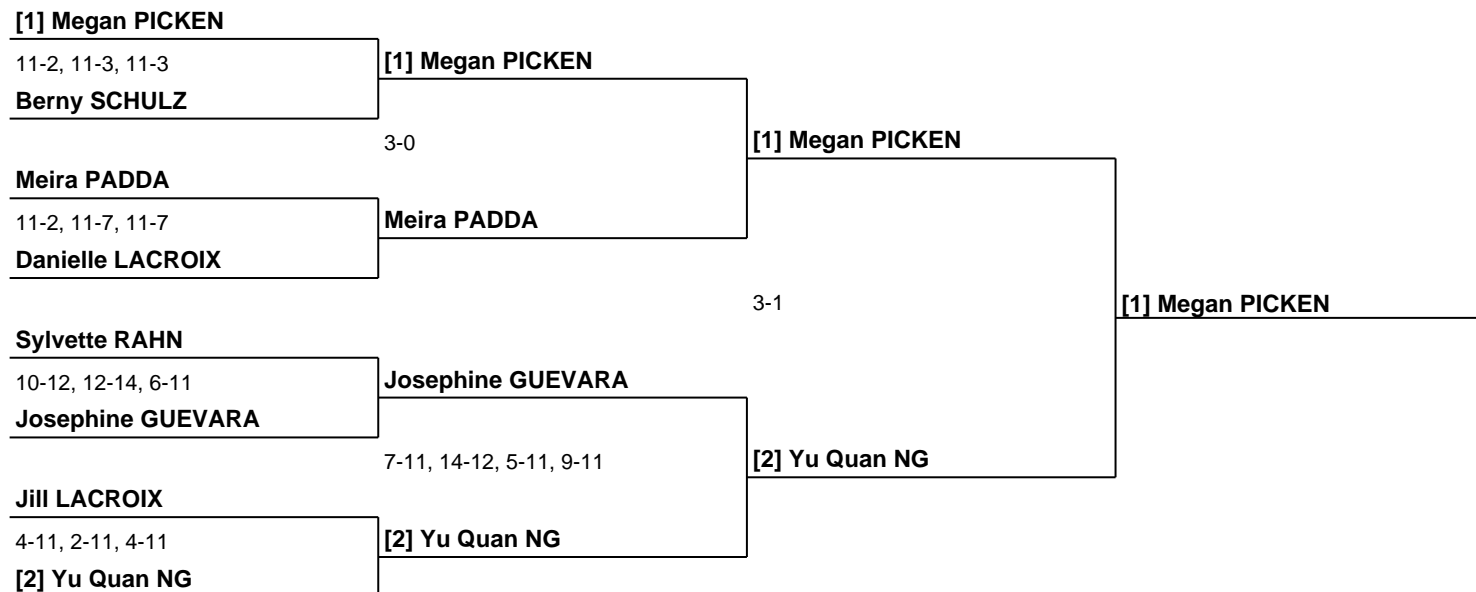 [1] Megan PICKEN
11-2, 11-3, 11-3
Berny SCHULZ
Meira PADDA
11-2, 11-7, 11-7
Danielle LACROIX
Sylvette RAHN
10-12, 12-14, 6-11
Josephine GUEVARA
Jill LACROIX
4-11, 2-11, 4-11
[2] Yu Quan NG
[1] Megan PICKEN
3-0
Meira PADDA
Josephine GUEVARA
7-11, 14-12, 5-11, 9-11
[2] Yu Quan NG
[1] Megan PICKEN
3-1
[2] Yu Quan NG
[1] Megan PICKEN